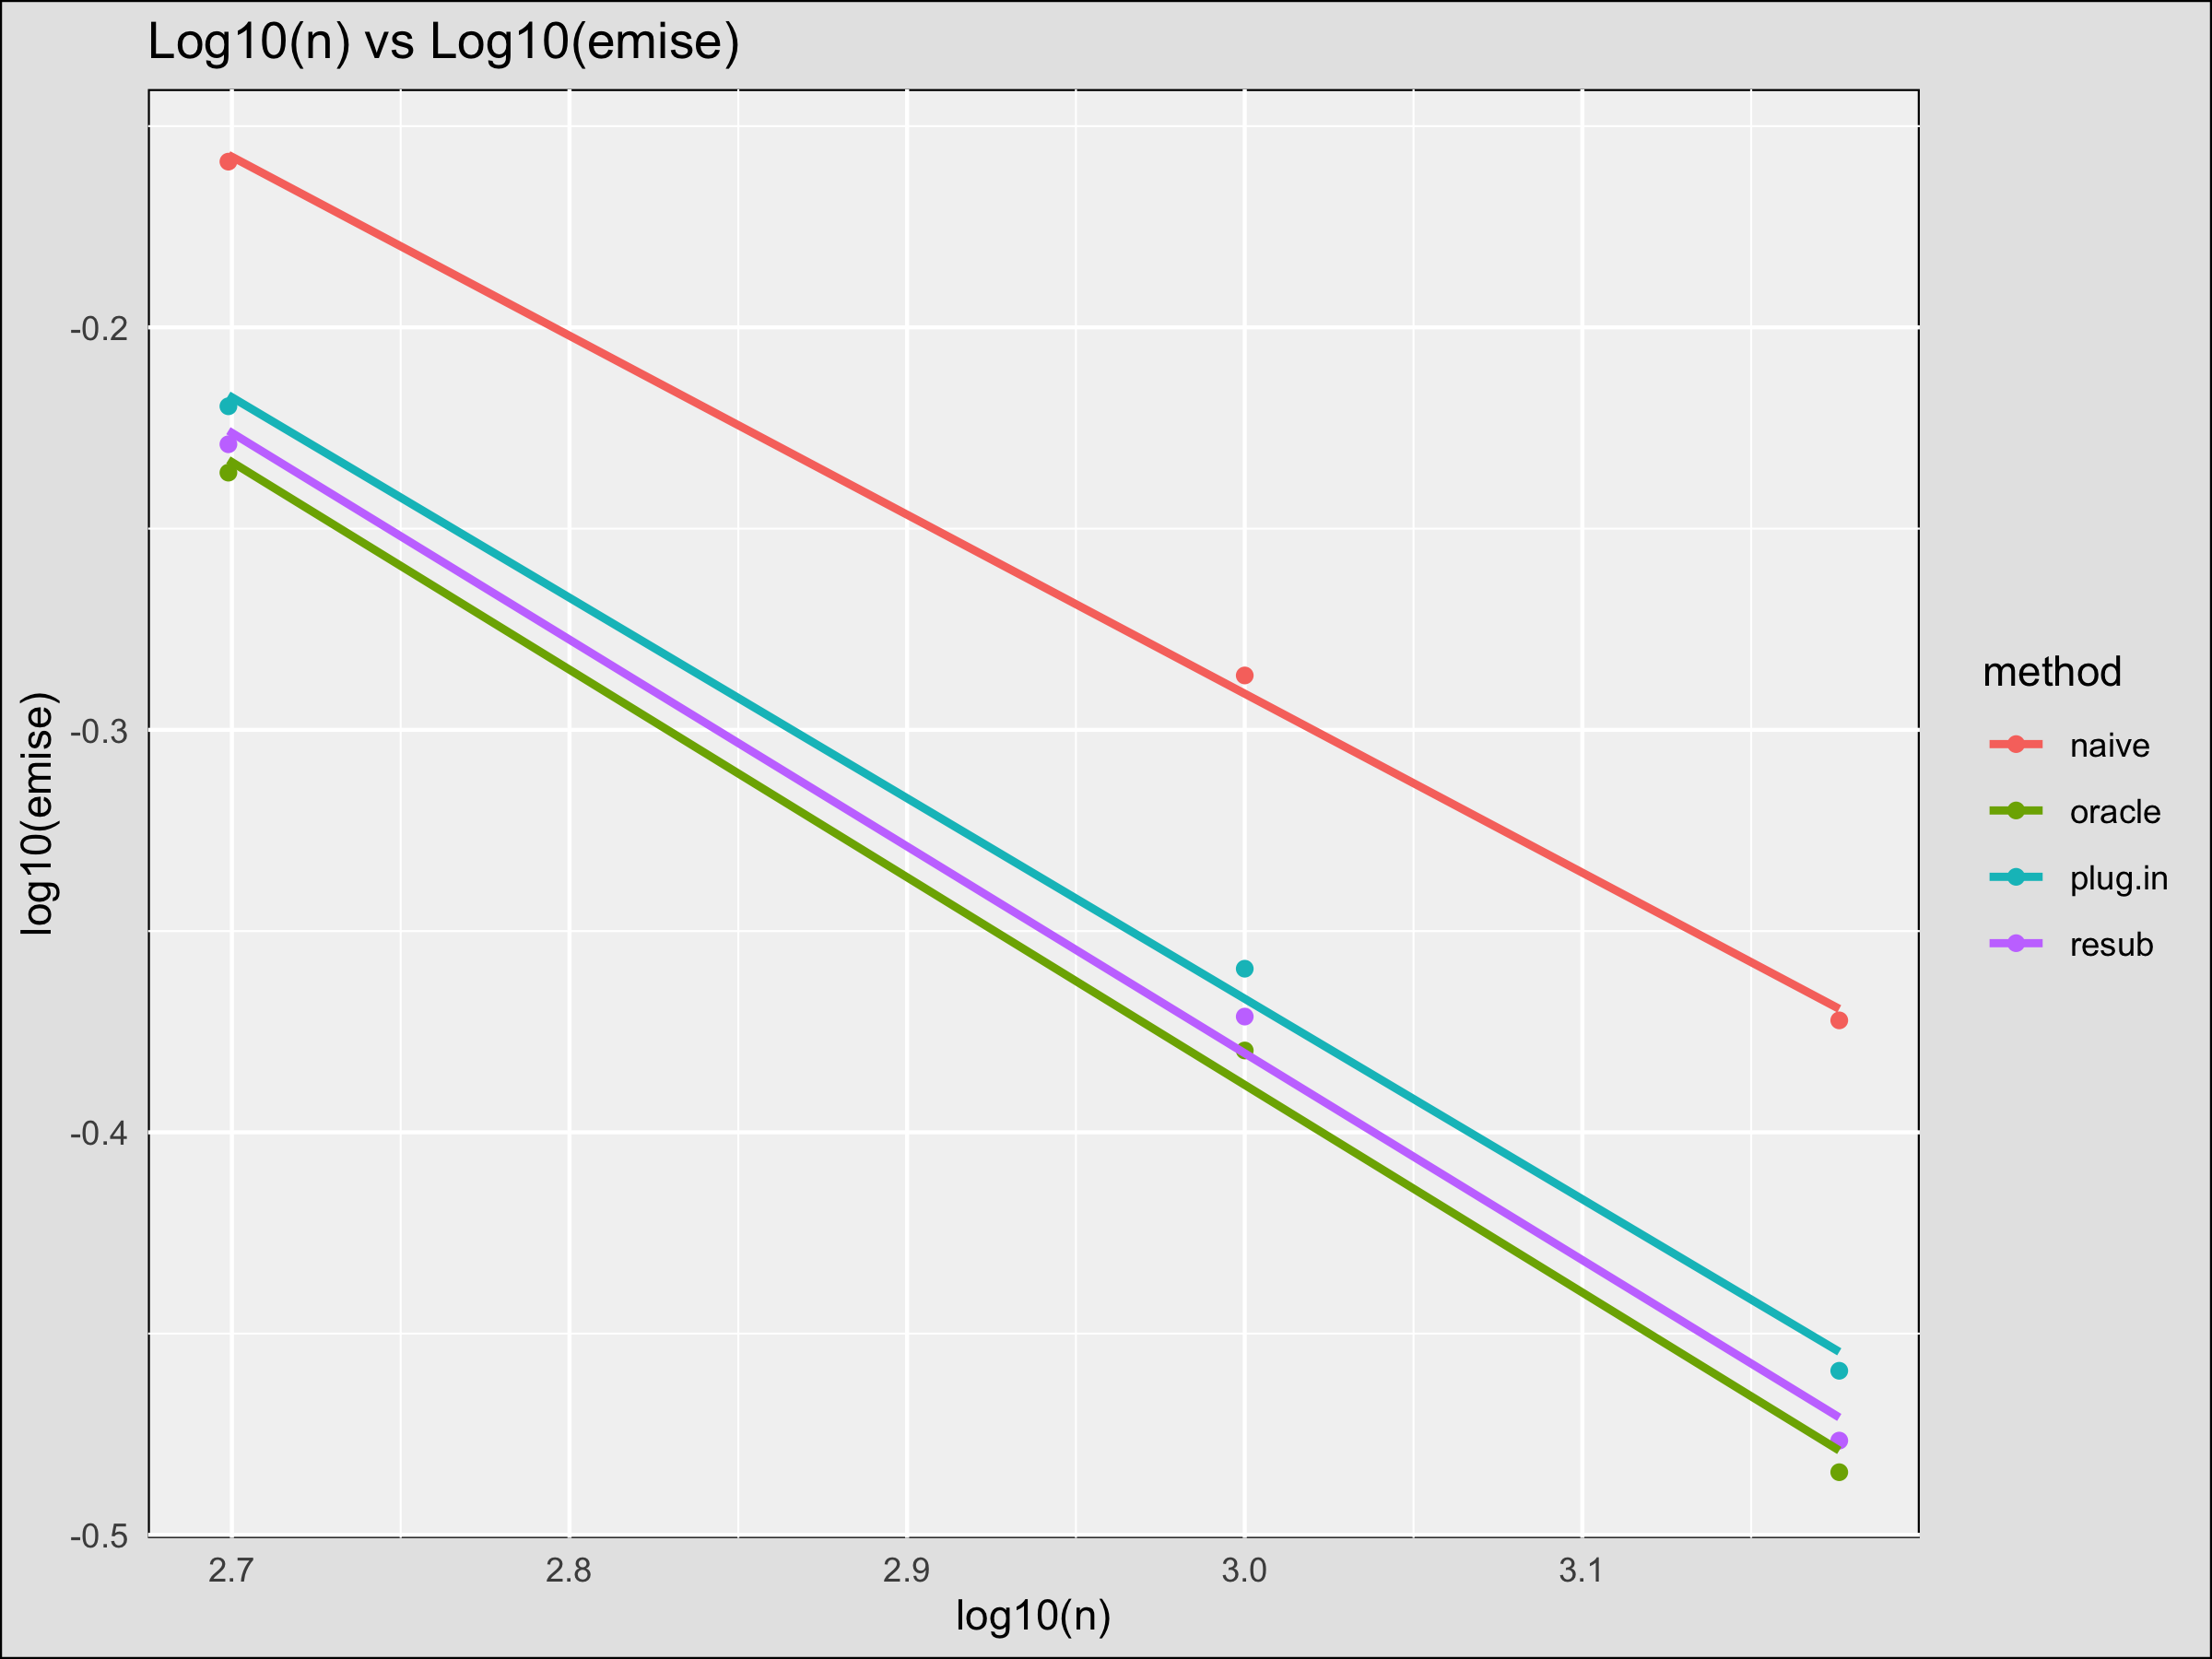 Log10(n) vs Log10(emise)
log10(emise)
-0.2
-0.3
-0.4
-0.5
2.7 2.8 2.9 3.0 3.1
log10(n)
method
naive
oracle
plug.in
resub